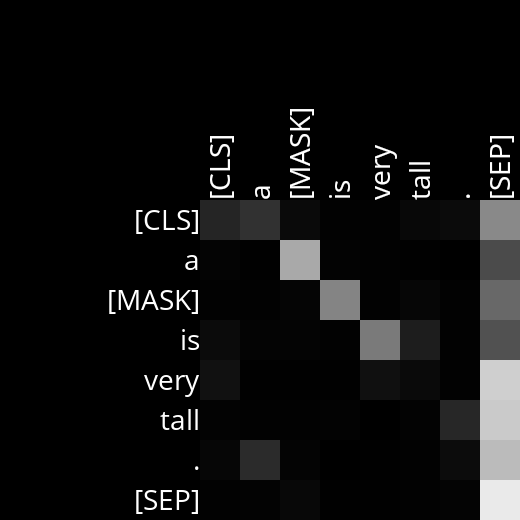 [CLS] a [MASK] is very tall . [SEP]
[CLS]
a
[MASK]
is
very
tall
.
[SEP]